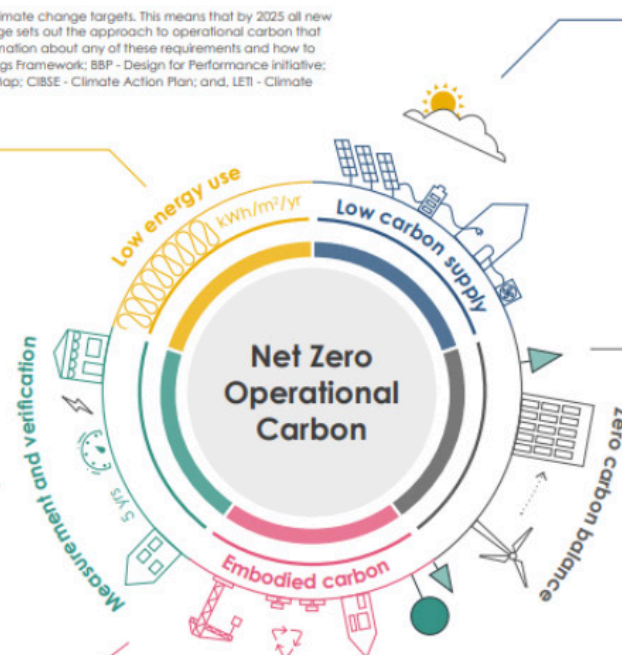 imate change targets. This means that by 2025 all new
ge sets out the approach to operational carbon that
mation about any of these requirements and how to
gs Framework; BBP - Design for Performance initiative;
ap; CIBSE - Climate Action Plan; and, LETI - Climate
Low energy use
kWh/m²/yr
Low carbon supply
Net Zero
Operational
Carbon
Measurement and verification
5 yrs
Zero carbon balance
Embodied carbon